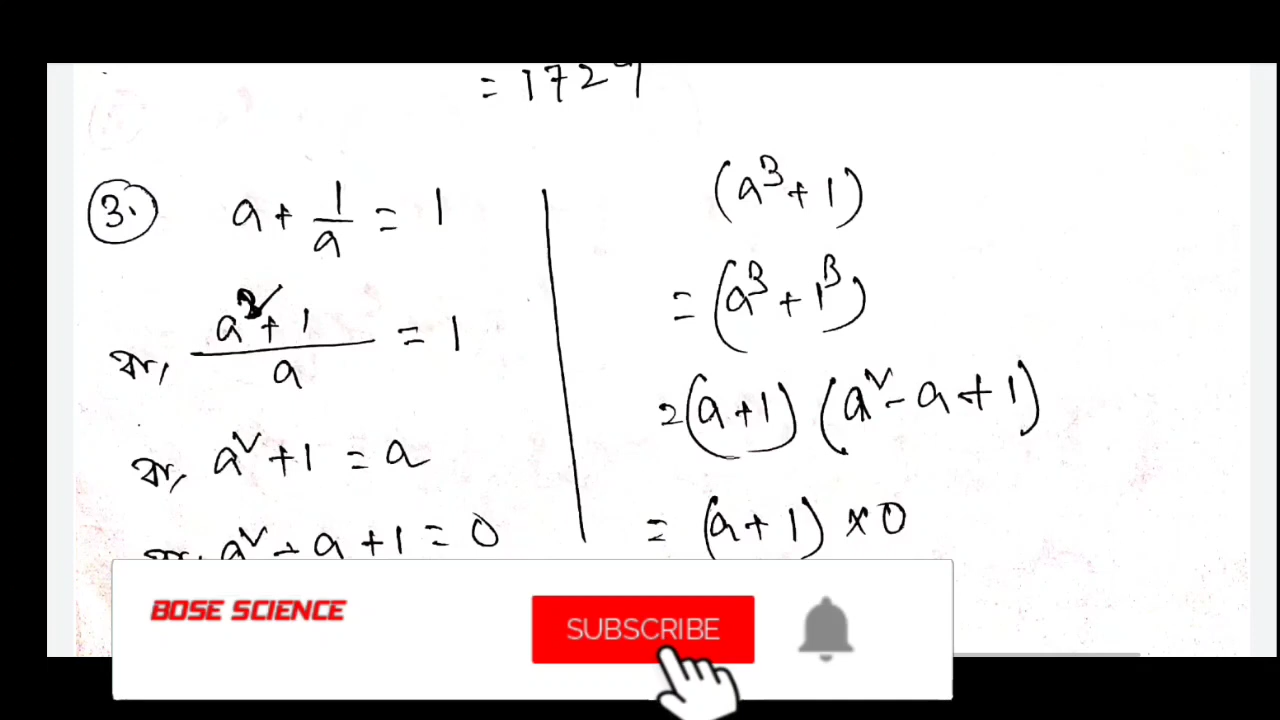 = 1729
3. a + 1/a = 1
বা, a²+1/a = 1
বা, a² + 1 = a
বা, a² - a + 1 = 0
(a³ + 1)
= (a³ + 1³)
= (a+1) (a² - a + 1)
= (a+1) × 0
BOSE SCIENCE
SUBSCRIBE